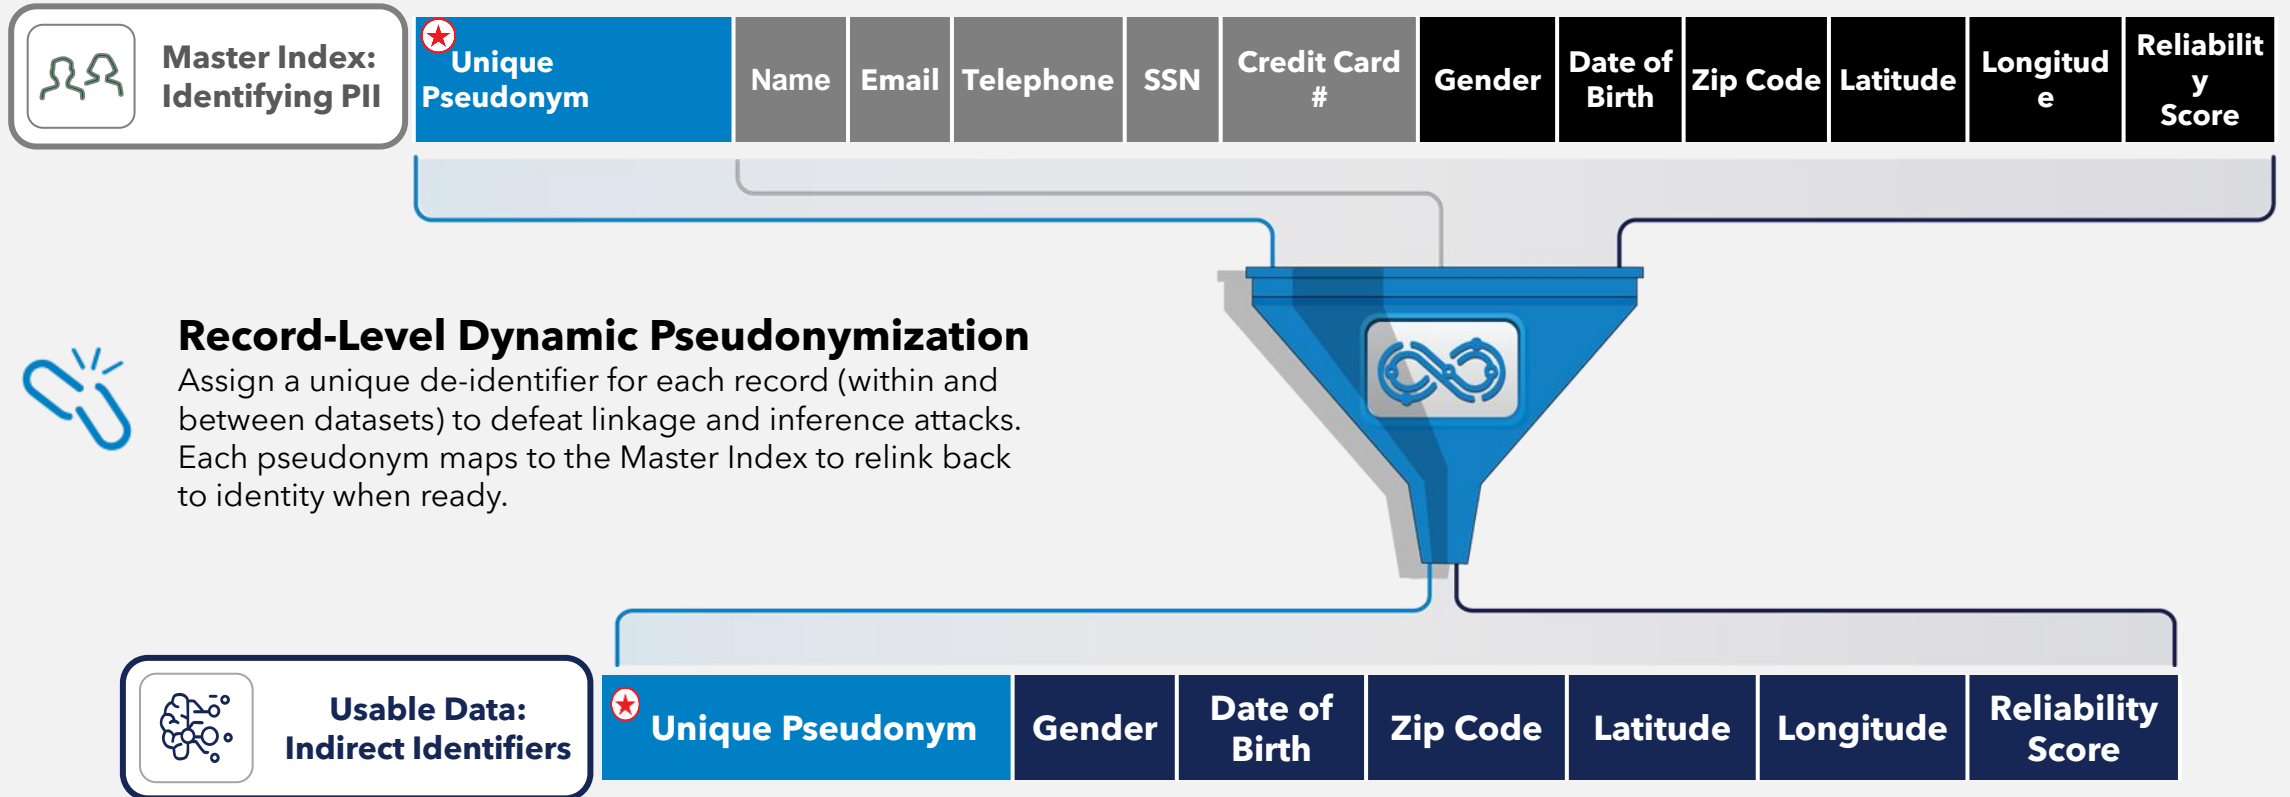 Master Index:
Identifying PII
Unique
Pseudonym
Name
Email
Telephone
SSN
Credit Card
#
Gender
Date of
Birth
Zip Code
Latitude
Longitud
e
Reliabilit
y
Score
Record-Level Dynamic Pseudonymization
Assign a unique de-identifier for each record (within and
between datasets) to defeat linkage and inference attacks.
Each pseudonym maps to the Master Index to relink back
to identity when ready.
Usable Data:
Indirect Identifiers
Unique Pseudonym
Gender
Date of
Birth
Zip Code
Latitude
Longitude
Reliability
Score